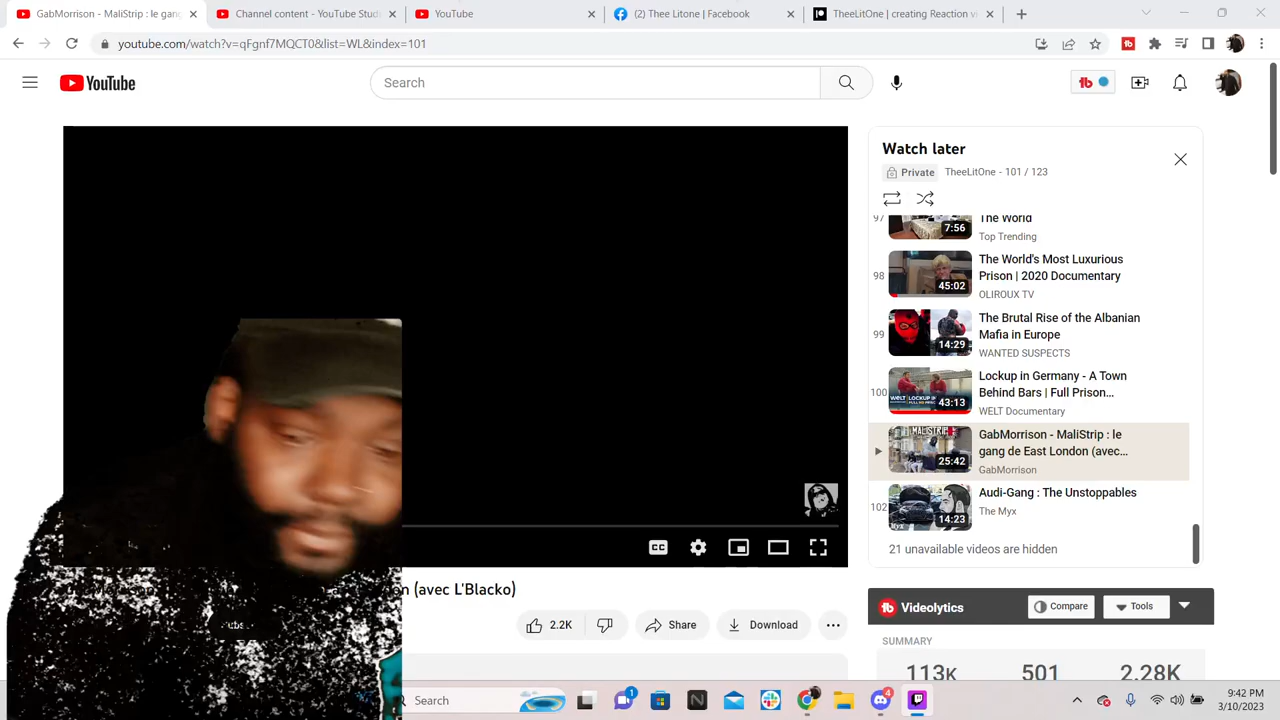 GabMorrison - MaliStrip : le gang
Channel content - YouTube Stud
YouTube
(2) Thee Litone | Facebook
TheeLitOne | creating Reaction vi
youtube.com/watch?v=qFgnf7MQCT0&list=WL&index=101
YouTube
Search
Watch later
Private
TheeLitOne - 101 / 123
97
The World
7:56
Top Trending
98
The World's Most Luxurious
Prison | 2020 Documentary
45:02
OLIROUX TV
99
The Brutal Rise of the Albanian
Mafia in Europe
14:29
WANTED SUSPECTS
100
Lockup in Germany - A Town
Behind Bars | Full Prison...
43:13
WELT Documentary
GabMorrison - MaliStrip : le
gang de East London (avec...
25:42
GabMorrison
102
Audi-Gang : The Unstoppables
14:23
The Myx
21 unavailable videos are hidden
(avec L'Blacko)
2.2K
Share
Download
Videolytics
Compare
Tools
SUMMARY
113K
501
2.28K
Search
9:42 PM
3/10/2023